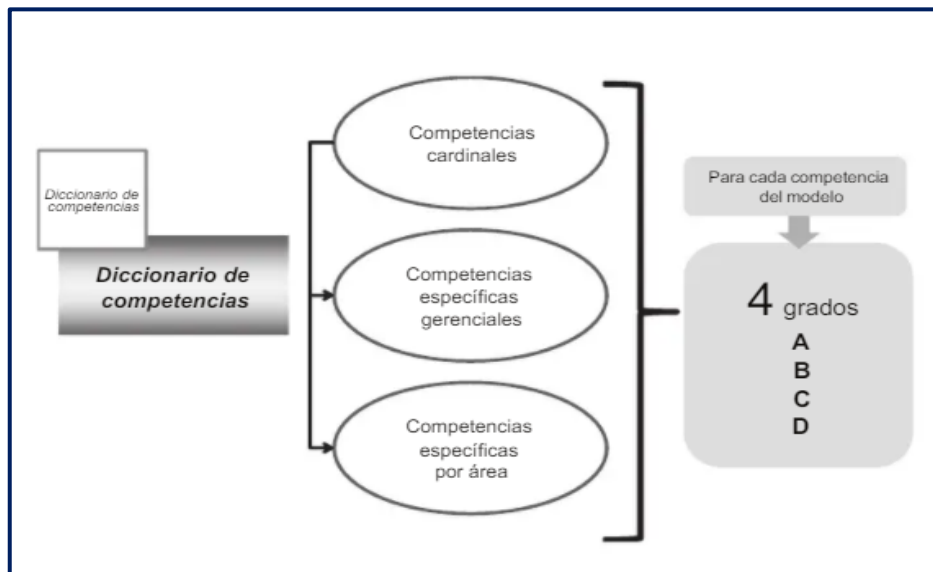 Diccionario de
competencias
Diccionario de
competencias
Competencias
cardinales
Competencias
específicas
gerenciales
Competencias
específicas
por área
Para cada competencia
del modelo
4 grados
A
B
C
D